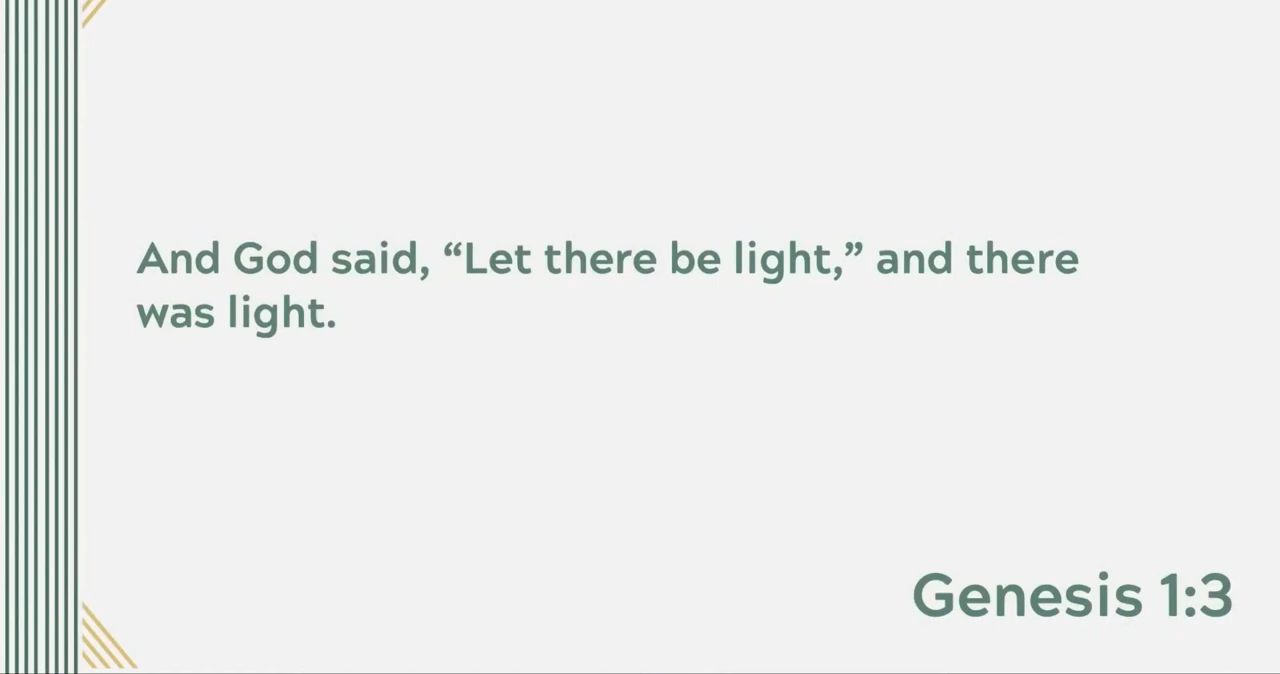 And God said, “Let there be light,” and there
was light.
Genesis 1:3